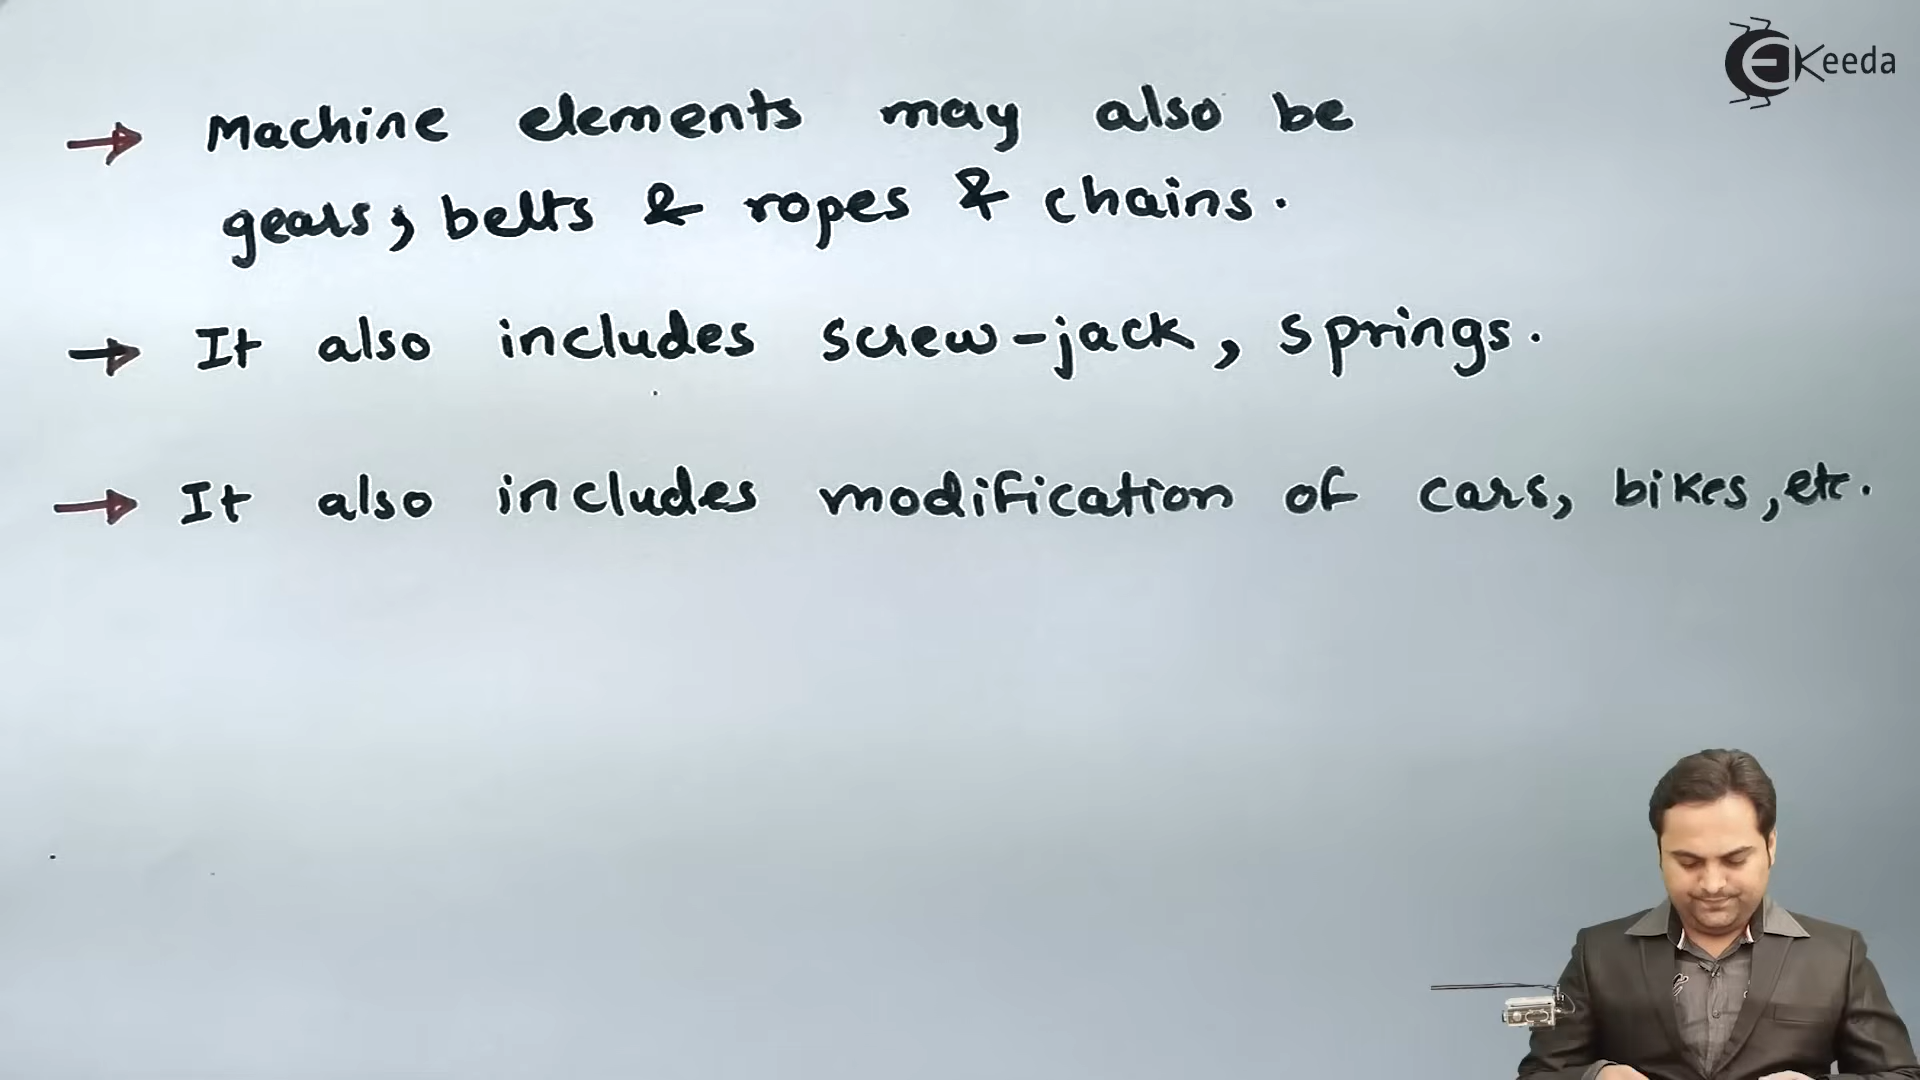 EKeeda
→ Machine elements may also be
gears, belts & ropes & chains.
→ It also includes screw-jack, springs.
→ It also includes modification of cars, bikes, etc.